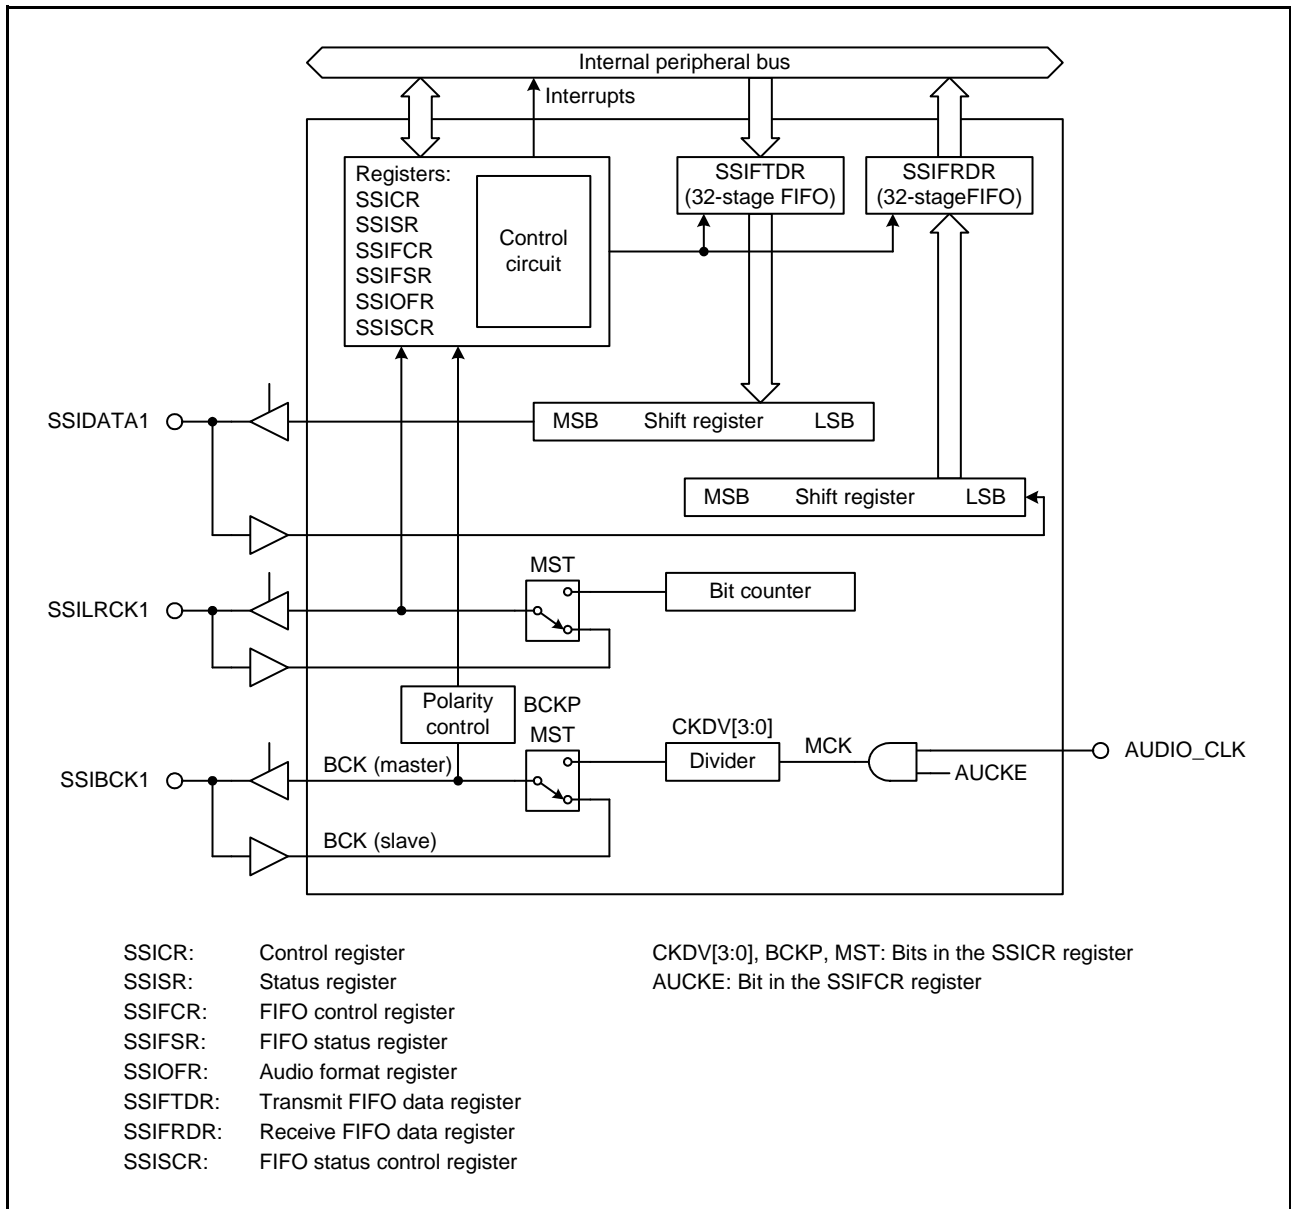 Internal peripheral bus
Interrupts
Registers:
SSICR
SSISR
SSIFCR
SSIFSR
SSIOFR
SSISCR
Control
circuit
SSIFTDR
(32-stage FIFO)
SSIFRDR
(32-stageFIFO)
SSIDATA1
MSB Shift register LSB
MSB Shift register LSB
MST
Bit counter
SSILRCK1
Polarity
control
BCKP
MST
CKDV[3:0]
Divider
MCK
AUCKE
AUDIO_CLK
BCK (master)
SSIBCK1
BCK (slave)
SSICR: Control register
SSISR: Status register
SSIFCR: FIFO control register
SSIFSR: FIFO status register
SSIOFR: Audio format register
SSIFTDR: Transmit FIFO data register
SSIFRDR: Receive FIFO data register
SSISCR: FIFO status control register
CKDV[3:0], BCKP, MST: Bits in the SSICR register
AUCKE: Bit in the SSIFCR register